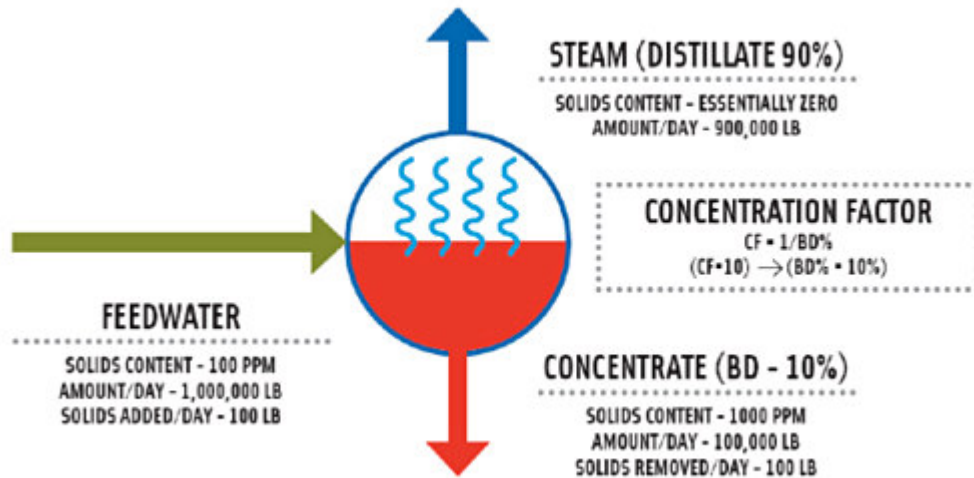 STEAM (DISTILLATE 90%)
SOLIDS CONTENT - ESSENTIALLY ZERO
AMOUNT/DAY - 900,000 LB
CONCENTRATION FACTOR
CF = 1/BD%
(CF=10) → (BD% = 10%)
FEEDWATER
SOLIDS CONTENT - 100 PPM
AMOUNT/DAY - 1,000,000 LB
SOLIDS ADDED/DAY - 100 LB
CONCENTRATE (BD - 10%)
SOLIDS CONTENT - 1000 PPM
AMOUNT/DAY - 100,000 LB
SOLIDS REMOVED/DAY - 100 LB